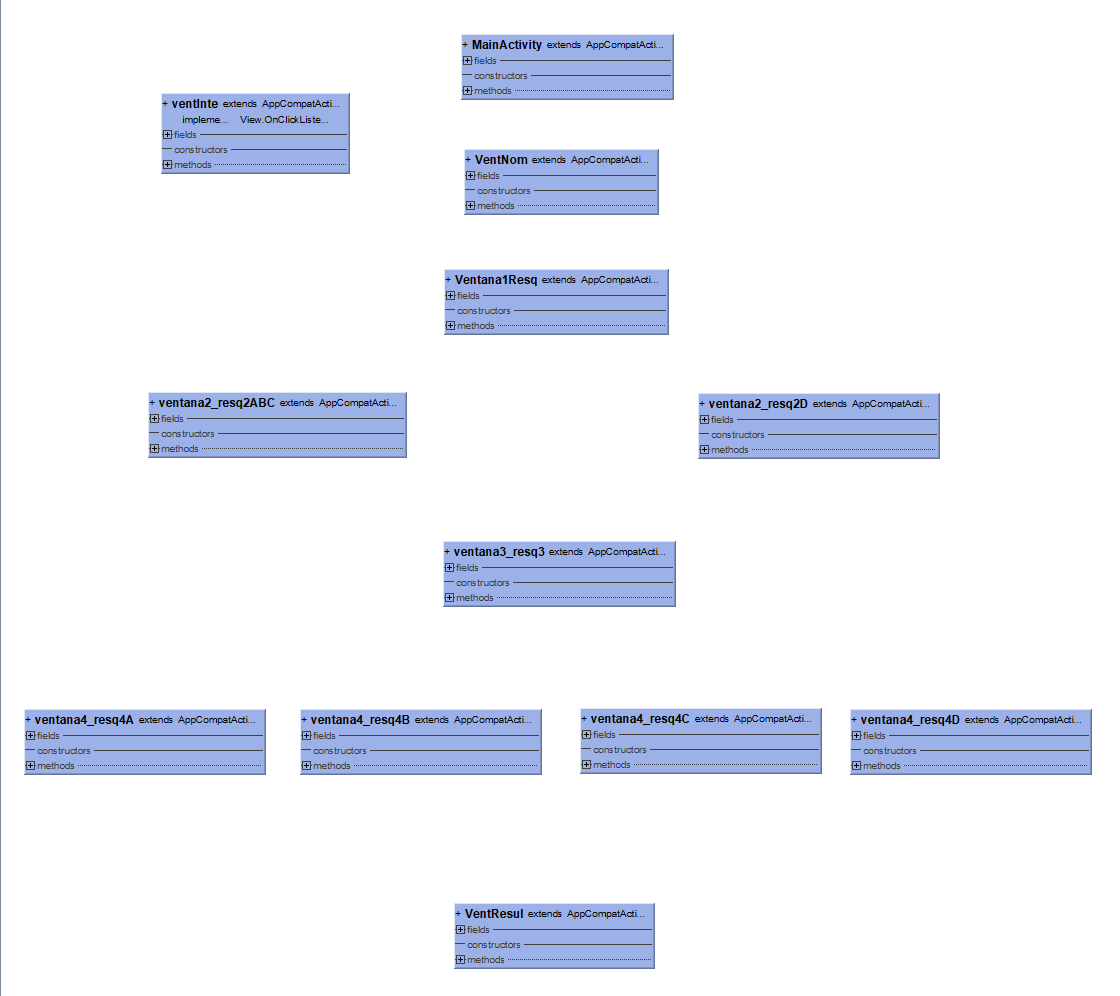 + MainActivity extends AppCompatActi...
fields
constructors
methods
+ ventInte extends AppCompatActi...
impleme... View.OnClickListe...
fields
constructors
methods
+ VentNom extends AppCompatActi...
fields
constructors
methods
+ Ventana1Resq extends AppCompatActi...
fields
constructors
methods
+ ventana2_resq2ABC extends AppCompatActi...
fields
constructors
methods
+ ventana2_resq2D extends AppCompatActi...
fields
constructors
methods
+ ventana3_resq3 extends AppCompatActi...
fields
constructors
methods
+ ventana4_resq4A extends AppCompatActi...
fields
constructors
methods
+ ventana4_resq4B extends AppCompatActi...
fields
constructors
methods
+ ventana4_resq4C extends AppCompatActi...
fields
constructors
methods
+ ventana4_resq4D extends AppCompatActi...
fields
constructors
methods
+ VentResul extends AppCompatActi...
fields
constructors
methods